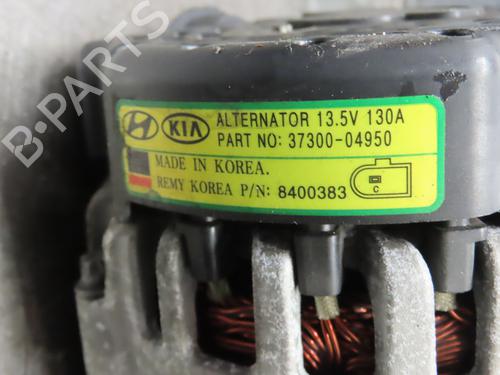 B-PARTS
KIA ALTERNATOR 13.5V 130A
PART NO: 37300-04950
MADE IN KOREA.
REMY KOREA P/N: 8400383
C